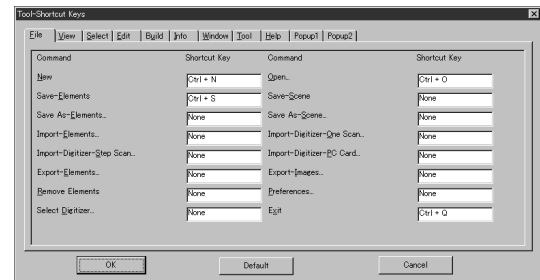 Tool-Shortcut Keys
File View Select Edit Build Info Window Tool Help Popup1 Popup2
Command Shortcut Key Command Shortcut Key
New Ctrl + N Open... Ctrl + O
Save-Elements Ctrl + S Save-Scene None
Save As-Elements... None Save As-Scene... None
Import-Elements... None Import-Digitizer-One Scan... None
Import-Digitizer-Step Scan... None Import-Digitizer-PC Card... None
Export-Elements... None Export-Images... None
Remove Elements None Preferences... None
Select Digitizer... None Exit Ctrl + Q
OK Default Cancel